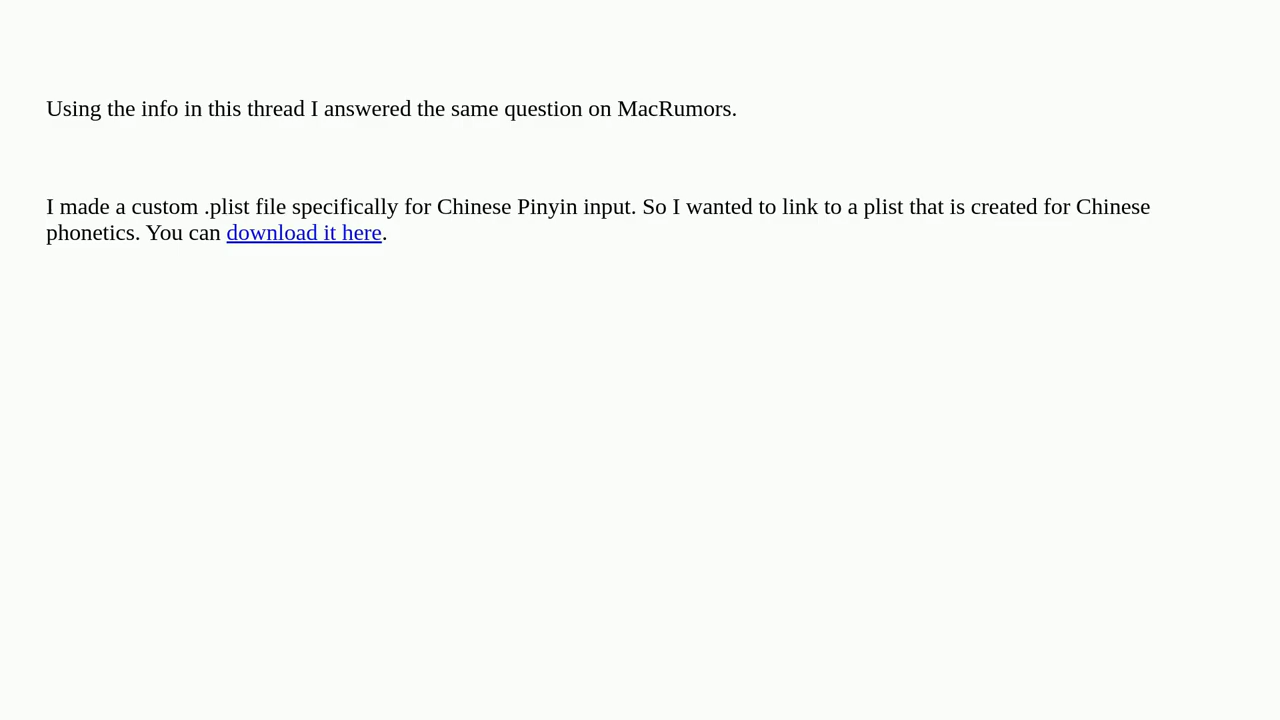 Using the info in this thread I answered the same question on MacRumors.
I made a custom .plist file specifically for Chinese Pinyin input. So I wanted to link to a plist that is created for Chinese
phonetics. You can download it here.